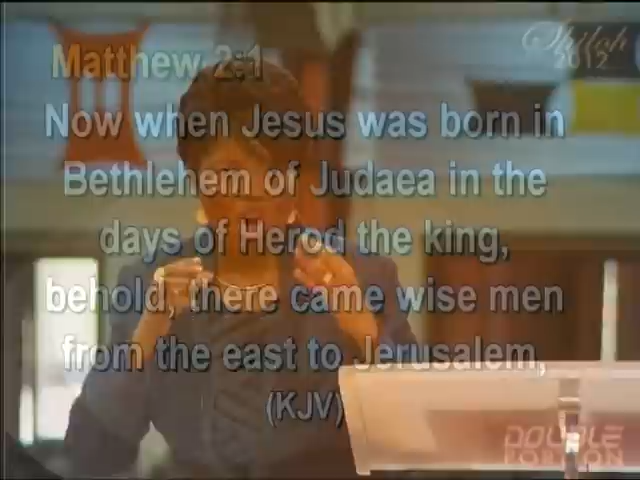 Shiloh
2012
Matthew 2:1
Now when Jesus was born in
Bethlehem of Judaea in the
days of Herod the king,
behold, there came wise men
from the east to Jerusalem,
(KJV)
DOUBLE
PORTION